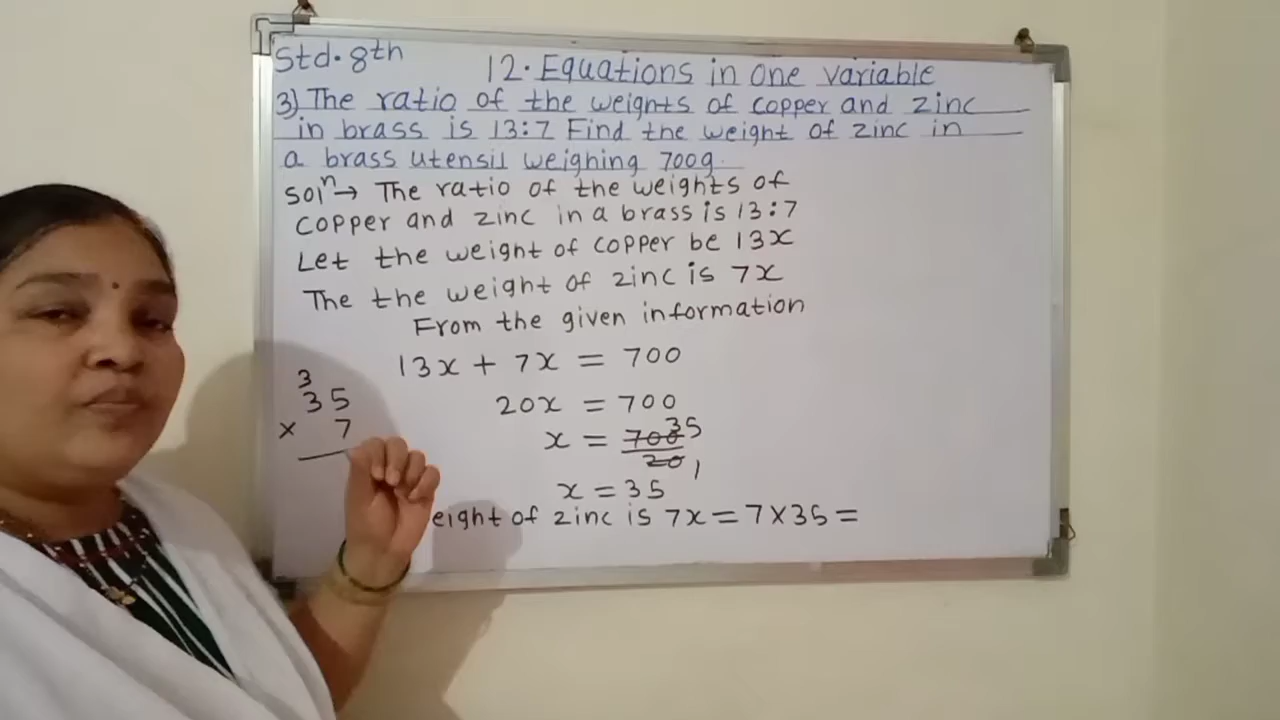 Std. 8th
12. Equations in one variable
3) The ratio of the weights of copper and zinc
in brass is 13:7 Find the weight of zinc in
a brass utensil weighing 700g.
Solⁿ→ The ratio of the weights of
copper and zinc in a brass is 13:7
Let the weight of copper be 13x
The the weight of zinc is 7x
From the given information
13x + 7x = 700
20x = 700
x = 700/20 35 1
x = 35
eight of zinc is 7x = 7×35 =
3
35
× 7